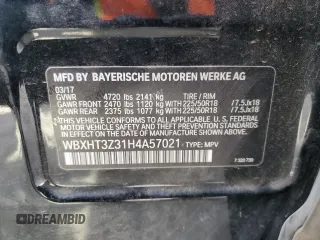 MFD. BY BAYERISCHE MOTOREN WERKE AG
03/17
GVWR 4720 lbs 2141 kg TIRE / RIM
GAWR FRONT 2470 lbs 1120 kg WITH 225/50R18 /7.5Jx18
GAWR REAR 2375 lbs 1077 kg WITH 225/50R18 /7.5Jx18
THIS VEHICLE CONFORMS TO ALL APPLICABLE U. S. FEDERAL
MOTOR VEHICLE SAFETY, BUMPER, AND THEFT PREVENTION
STANDARDS IN EFFECT ON THE DATE OF MANUFACTURE
SHOWN ABOVE.
WBXHT3Z31H4A57021 TYPE: MPV
DREAMBID
DREAMBID.COM